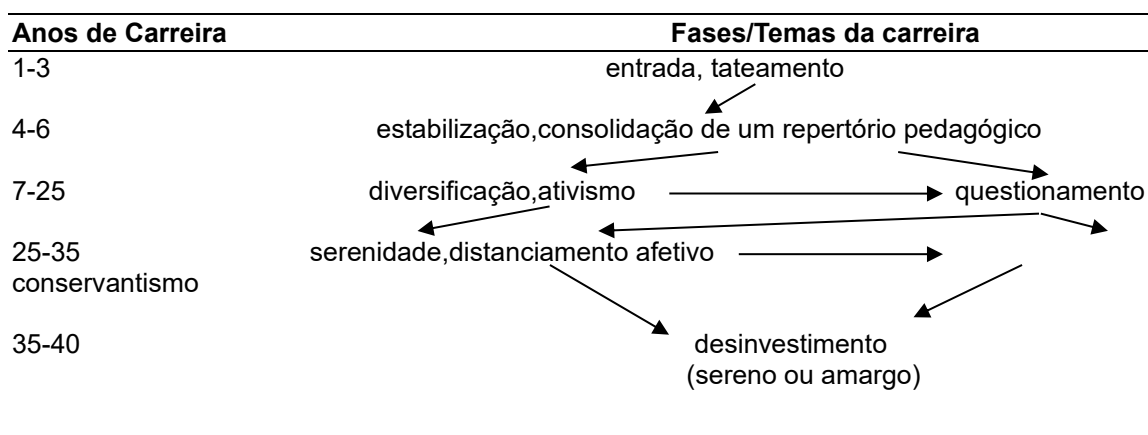 Anos de Carreira Fases/Temas da carreira
1-3 entrada, tateamento
4-6 estabilização,consolidação de um repertório pedagógico
7-25 diversificação,ativismo questionamento
25-35 serenidade,distanciamento afetivo
conservantismo
35-40 desinvestimento
(sereno ou amargo)